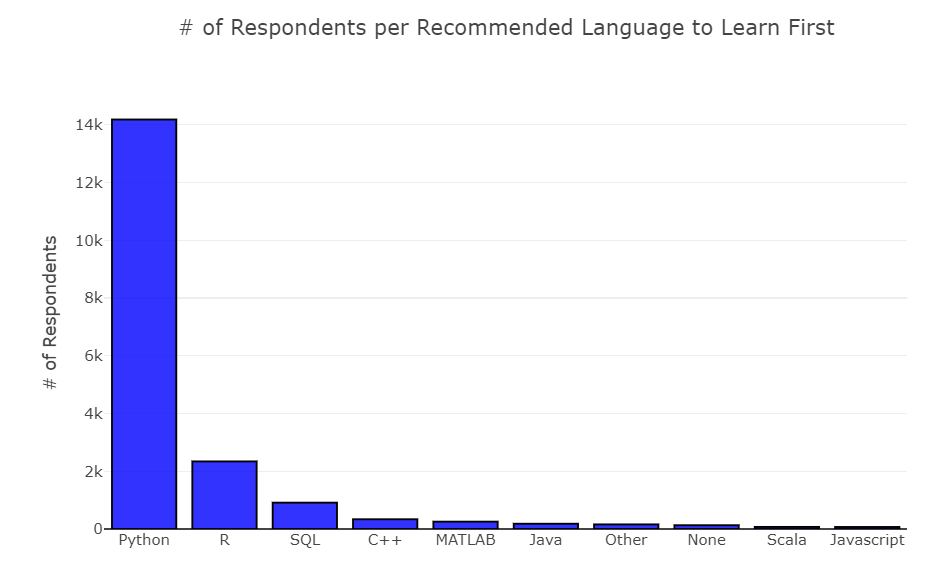 # of Respondents per Recommended Language to Learn First
# of Respondents
14k
12k
10k
8k
6k
4k
2k
0
Python R SQL C++ MATLAB Java Other None Scala Javascript